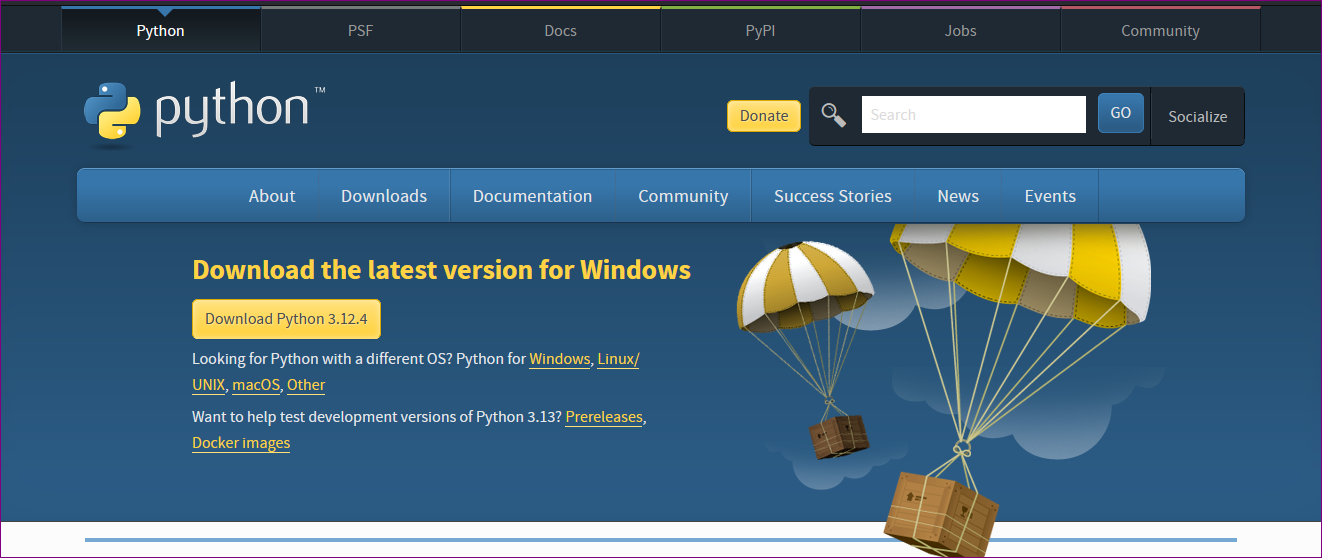 Python PSF Docs PyPI Jobs Community
python™
Donate Search GO Socialize
About Downloads Documentation Community Success Stories News Events
Download the latest version for Windows
Download Python 3.12.4
Looking for Python with a different OS? Python for Windows, Linux/
UNIX, macOS, Other
Want to help test development versions of Python 3.13? Prereleases,
Docker images